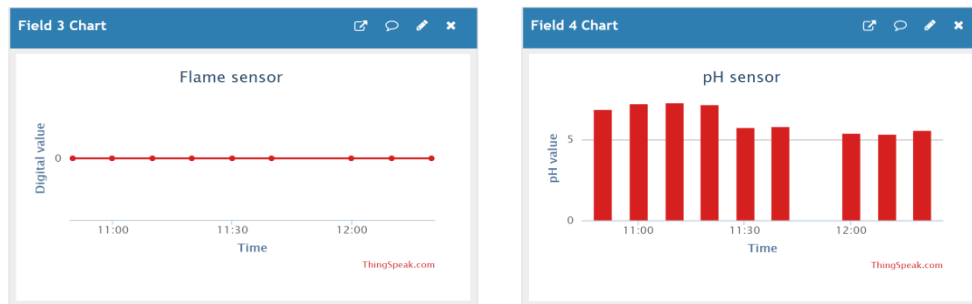 Field 3 Chart
Flame sensor
Digital value
0
11:00 11:30 12:00
Time
ThingSpeak.com
Field 4 Chart
pH sensor
pH value
5
0
11:00 11:30 12:00
Time
ThingSpeak.com